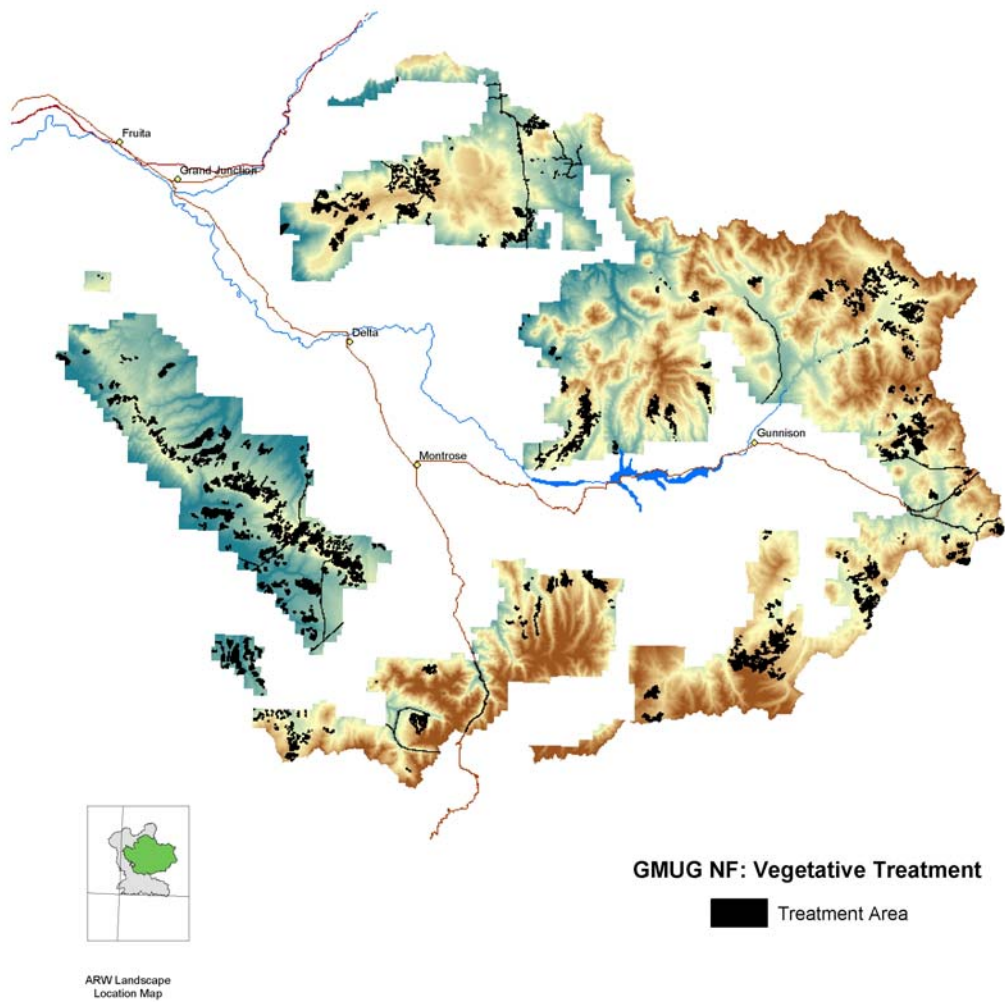 Fruita
Grand Junction
Delta
Gunnison
Montrose
GMUG NF: Vegetative Treatment
Treatment Area
ARW Landscape
Location Map